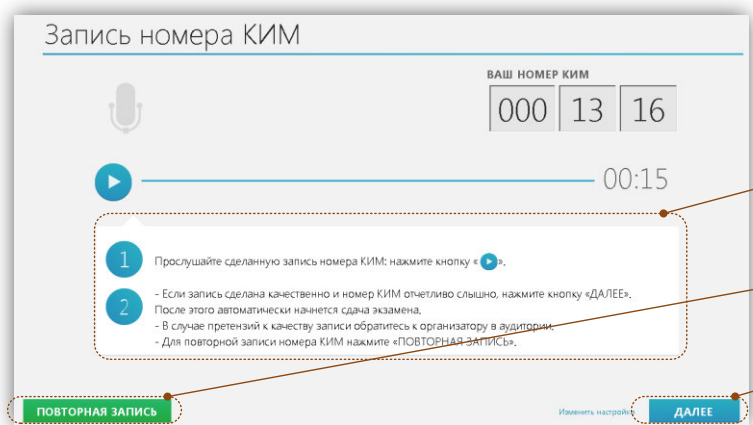 Запись номера КИМ
ВАШ НОМЕР КИМ
000 13 16
00:15
1 Прослушайте сделанную запись номера КИМ: нажмите кнопку « ».
2 - Если запись сделана качественно и номер КИМ отчетливо слышно, нажмите кнопку «ДАЛЕЕ».
После этого автоматически начнется сдача экзамена.
- В случае претензий к качеству записи обратитесь к организатору в аудитории.
- Для повторной записи номера КИМ нажмите «ПОВТОРНАЯ ЗАПИСЬ».
ПОВТОРНАЯ ЗАПИСЬ
Изменить настройки
ДАЛЕЕ